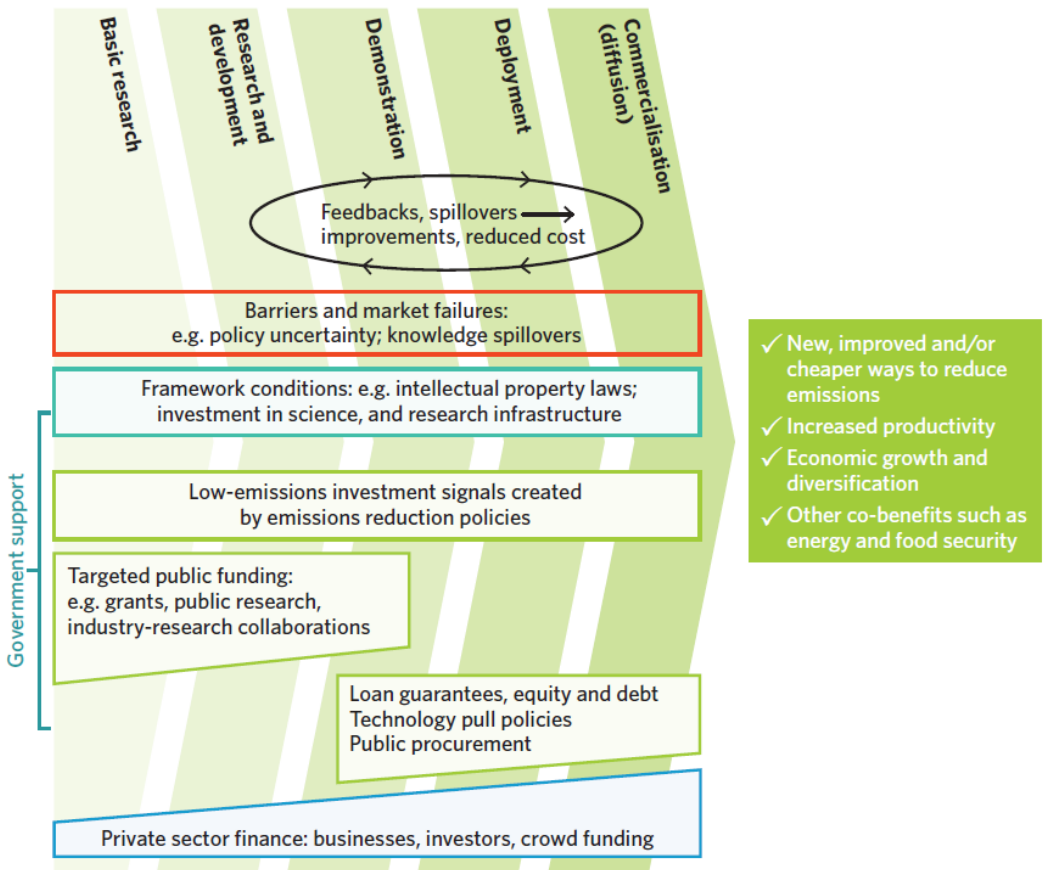 Basic research
Research and
development
Demonstration
Deployment
Commercialisation
(diffusion)
Feedbacks, spillovers
improvements, reduced cost
Barriers and market failures:
e.g. policy uncertainty; knowledge spillovers
Framework conditions: e.g. intellectual property laws;
investment in science, and research infrastructure
Government support
Low-emissions investment signals created
by emissions reduction policies
Targeted public funding:
e.g. grants, public research,
industry-research collaborations
Loan guarantees, equity and debt
Technology pull policies
Public procurement
Private sector finance: businesses, investors, crowd funding
✓ New, improved and/or
cheaper ways to reduce
emissions
✓ Increased productivity
✓ Economic growth and
diversification
✓ Other co-benefits such as
energy and food security